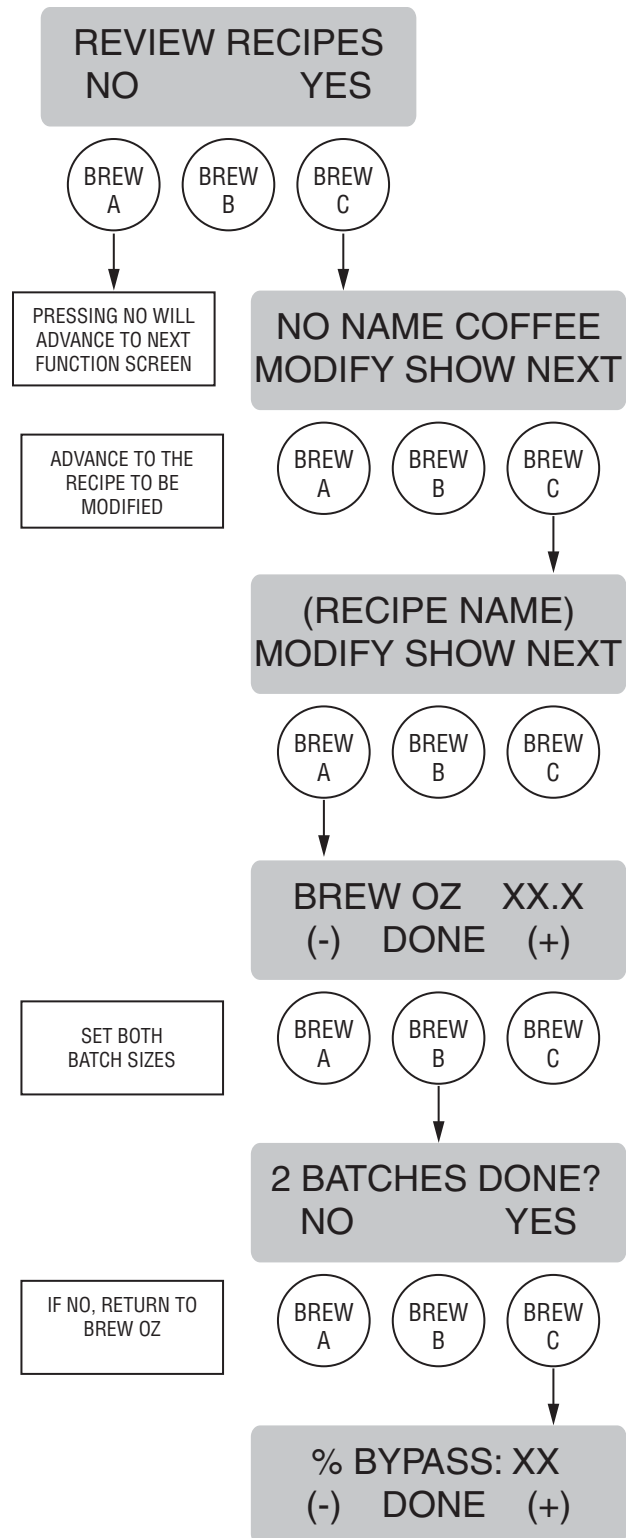 REVIEW RECIPES
NO YES
BREW
A
BREW
B
BREW
C
PRESSING NO WILL
ADVANCE TO NEXT
FUNCTION SCREEN
NO NAME COFFEE
MODIFY SHOW NEXT
ADVANCE TO THE
RECIPE TO BE
MODIFIED
BREW
A
BREW
B
BREW
C
(RECIPE NAME)
MODIFY SHOW NEXT
BREW
A
BREW
B
BREW
C
BREW OZ XX.X
(-) DONE (+)
SET BOTH
BATCH SIZES
BREW
A
BREW
B
BREW
C
2 BATCHES DONE?
NO YES
IF NO, RETURN TO
BREW OZ
BREW
A
BREW
B
BREW
C
% BYPASS: XX
(-) DONE (+)